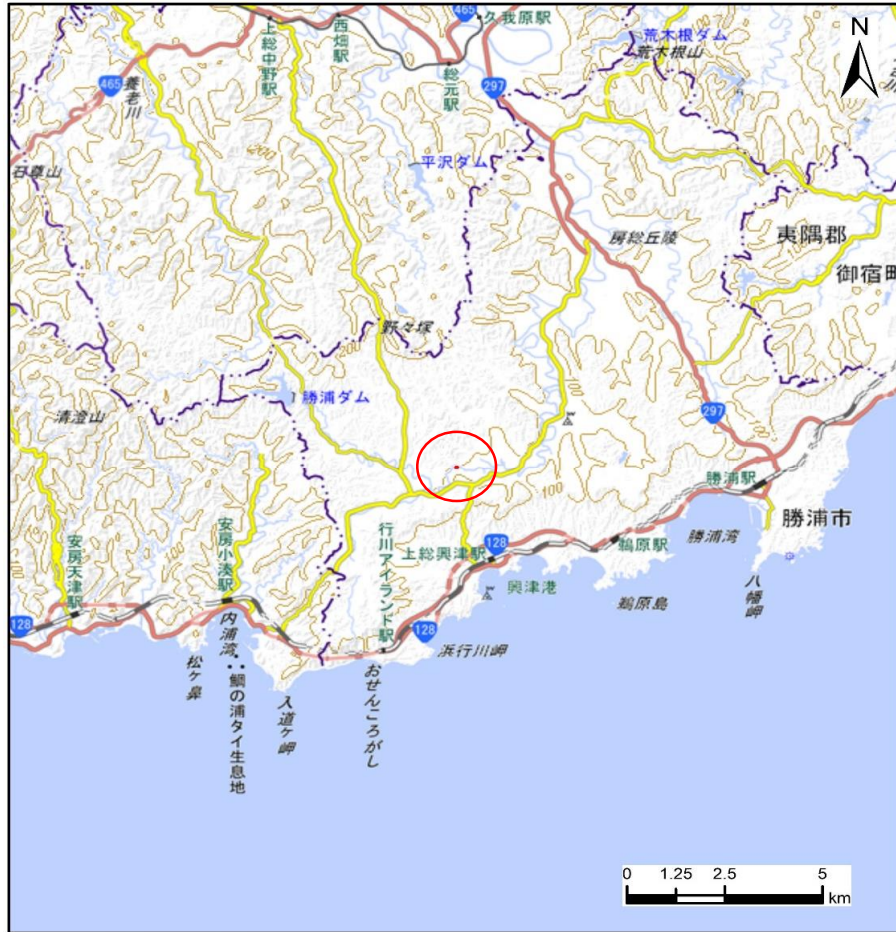 465
久我原駅
N
荒木根ダム
荒木根山
西畑駅
上総中野駅
465
養老川
総元駅
297
平沢ダム
200
石尊山
房総丘陵
夷隅郡
御宿町
野々塚
勝浦ダム
297
清澄山
100
勝浦駅
勝浦市
勝浦湾
鵜原駅
128
上総興津駅
興津港
鵜原島
八幡岬
行川アイランド駅
安房小湊駅
安房天津駅
128
128
内浦湾
浜行川岬
松ヶ鼻
鯛の浦タイ生息地
入道ヶ岬
おせんころがし
0 1.25 2.5 5
km